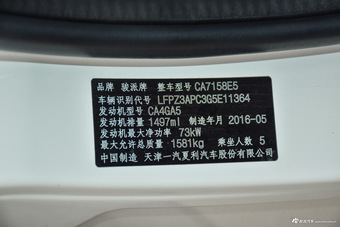 品牌 骏派牌 整车型号 CA7158E5
车辆识别代号 LFPZ3APC3G5E11364
发动机型号 CA4GA5
发动机排量 1497ml 制造年月 2016-05
发动机最大净功率 73kW
最大允许总质量 1581kg 乘坐人数 5
中国制造 天津一汽夏利汽车股份有限公司